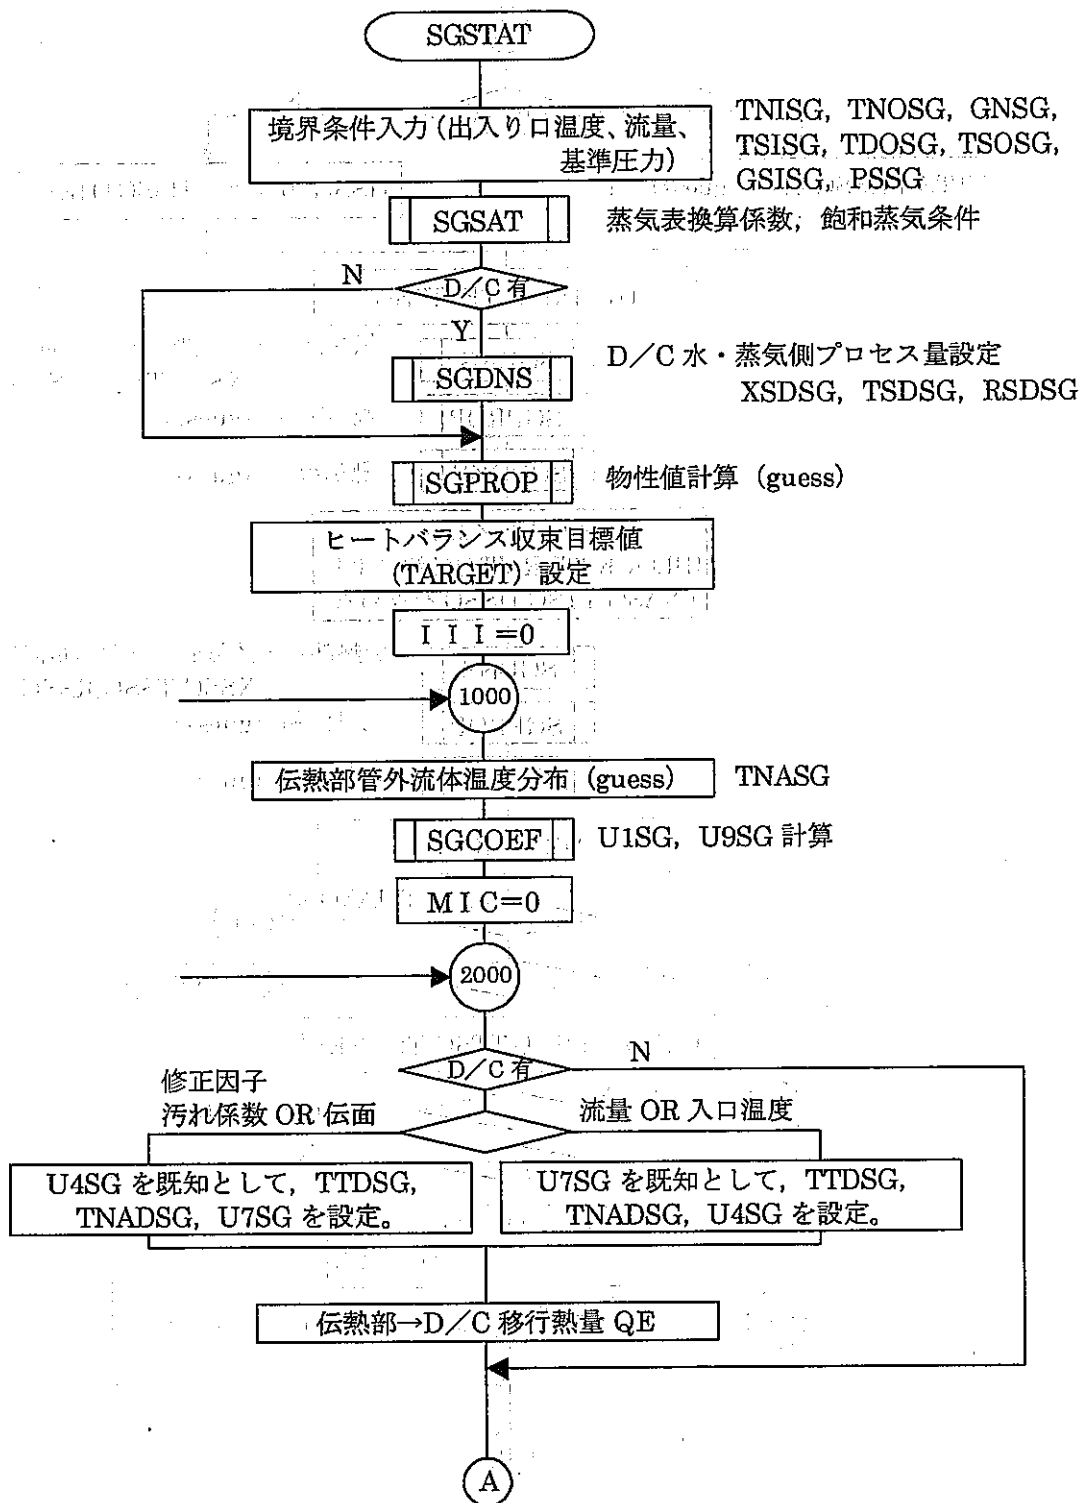 SGSTAT
境界条件入力(出入り口温度、流量、
基準圧力)
TNISG, TNOSG, GNSG,
TSISG, TDOSG, TSOSG,
GSISG, PSSG
SGSAT
蒸気表換算係数, 飽和蒸気条件
N
D/C 有
Y
SGDNS
D/C 水・蒸気側プロセス量設定
XSDSG, TSDSG, RSDSG
SGPROP
物性値計算 (guess)
ヒートバランス収束目標値
(TARGET) 設定
I I I =0
1000
伝熱部管外流体温度分布 (guess)
TNASG
SGCOEF
U1SG, U9SG 計算
M I C=0
2000
D/C 有
N
修正因子
汚れ係数 OR 伝面
流量 OR 入口温度
U4SG を既知として, TTDSG,
TNADSG, U7SG を設定。
U7SG を既知として, TTDSG,
TNADSG, U4SG を設定。
伝熱部→D/C 移行熱量 QE
A